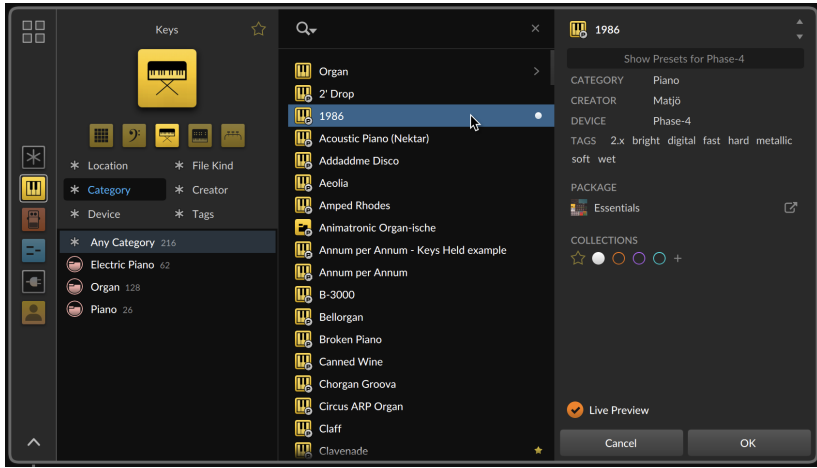 Keys
Location
File Kind
Category
Creator
Device
Tags
Any Category 216
Electric Piano 62
Organ 128
Piano 26
Organ
2' Drop
1986
Acoustic Piano (Nektar)
Addaddme Disco
Aeolia
Amped Rhodes
Animatronic Organ-ische
Annum per Annum - Keys Held example
Annum per Annum
B-3000
Bellorgan
Broken Piano
Canned Wine
Chorgan Groova
Circus ARP Organ
Claff
Clavenade
1986
Show Presets for Phase-4
CATEGORY Piano
CREATOR Matjö
DEVICE Phase-4
TAGS 2.x bright digital fast hard metallic
soft wet
PACKAGE
Essentials
COLLECTIONS
Live Preview
Cancel
OK